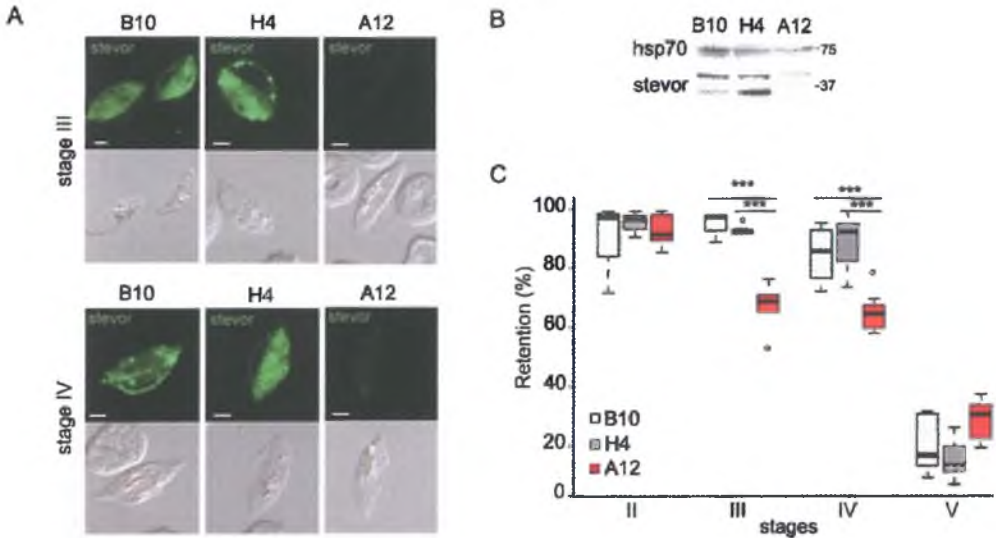 A
B10 H4 A12
stage III
stevor stevor stevor
B10 H4 A12
stage IV
stevor stevor stevor
B
B10 H4 A12
hsp70 -75
stevor -37
C
Retention (%)
100
80
60
40
20
0
*** ***
*** ***
B10
H4
A12
II III IV V
stages